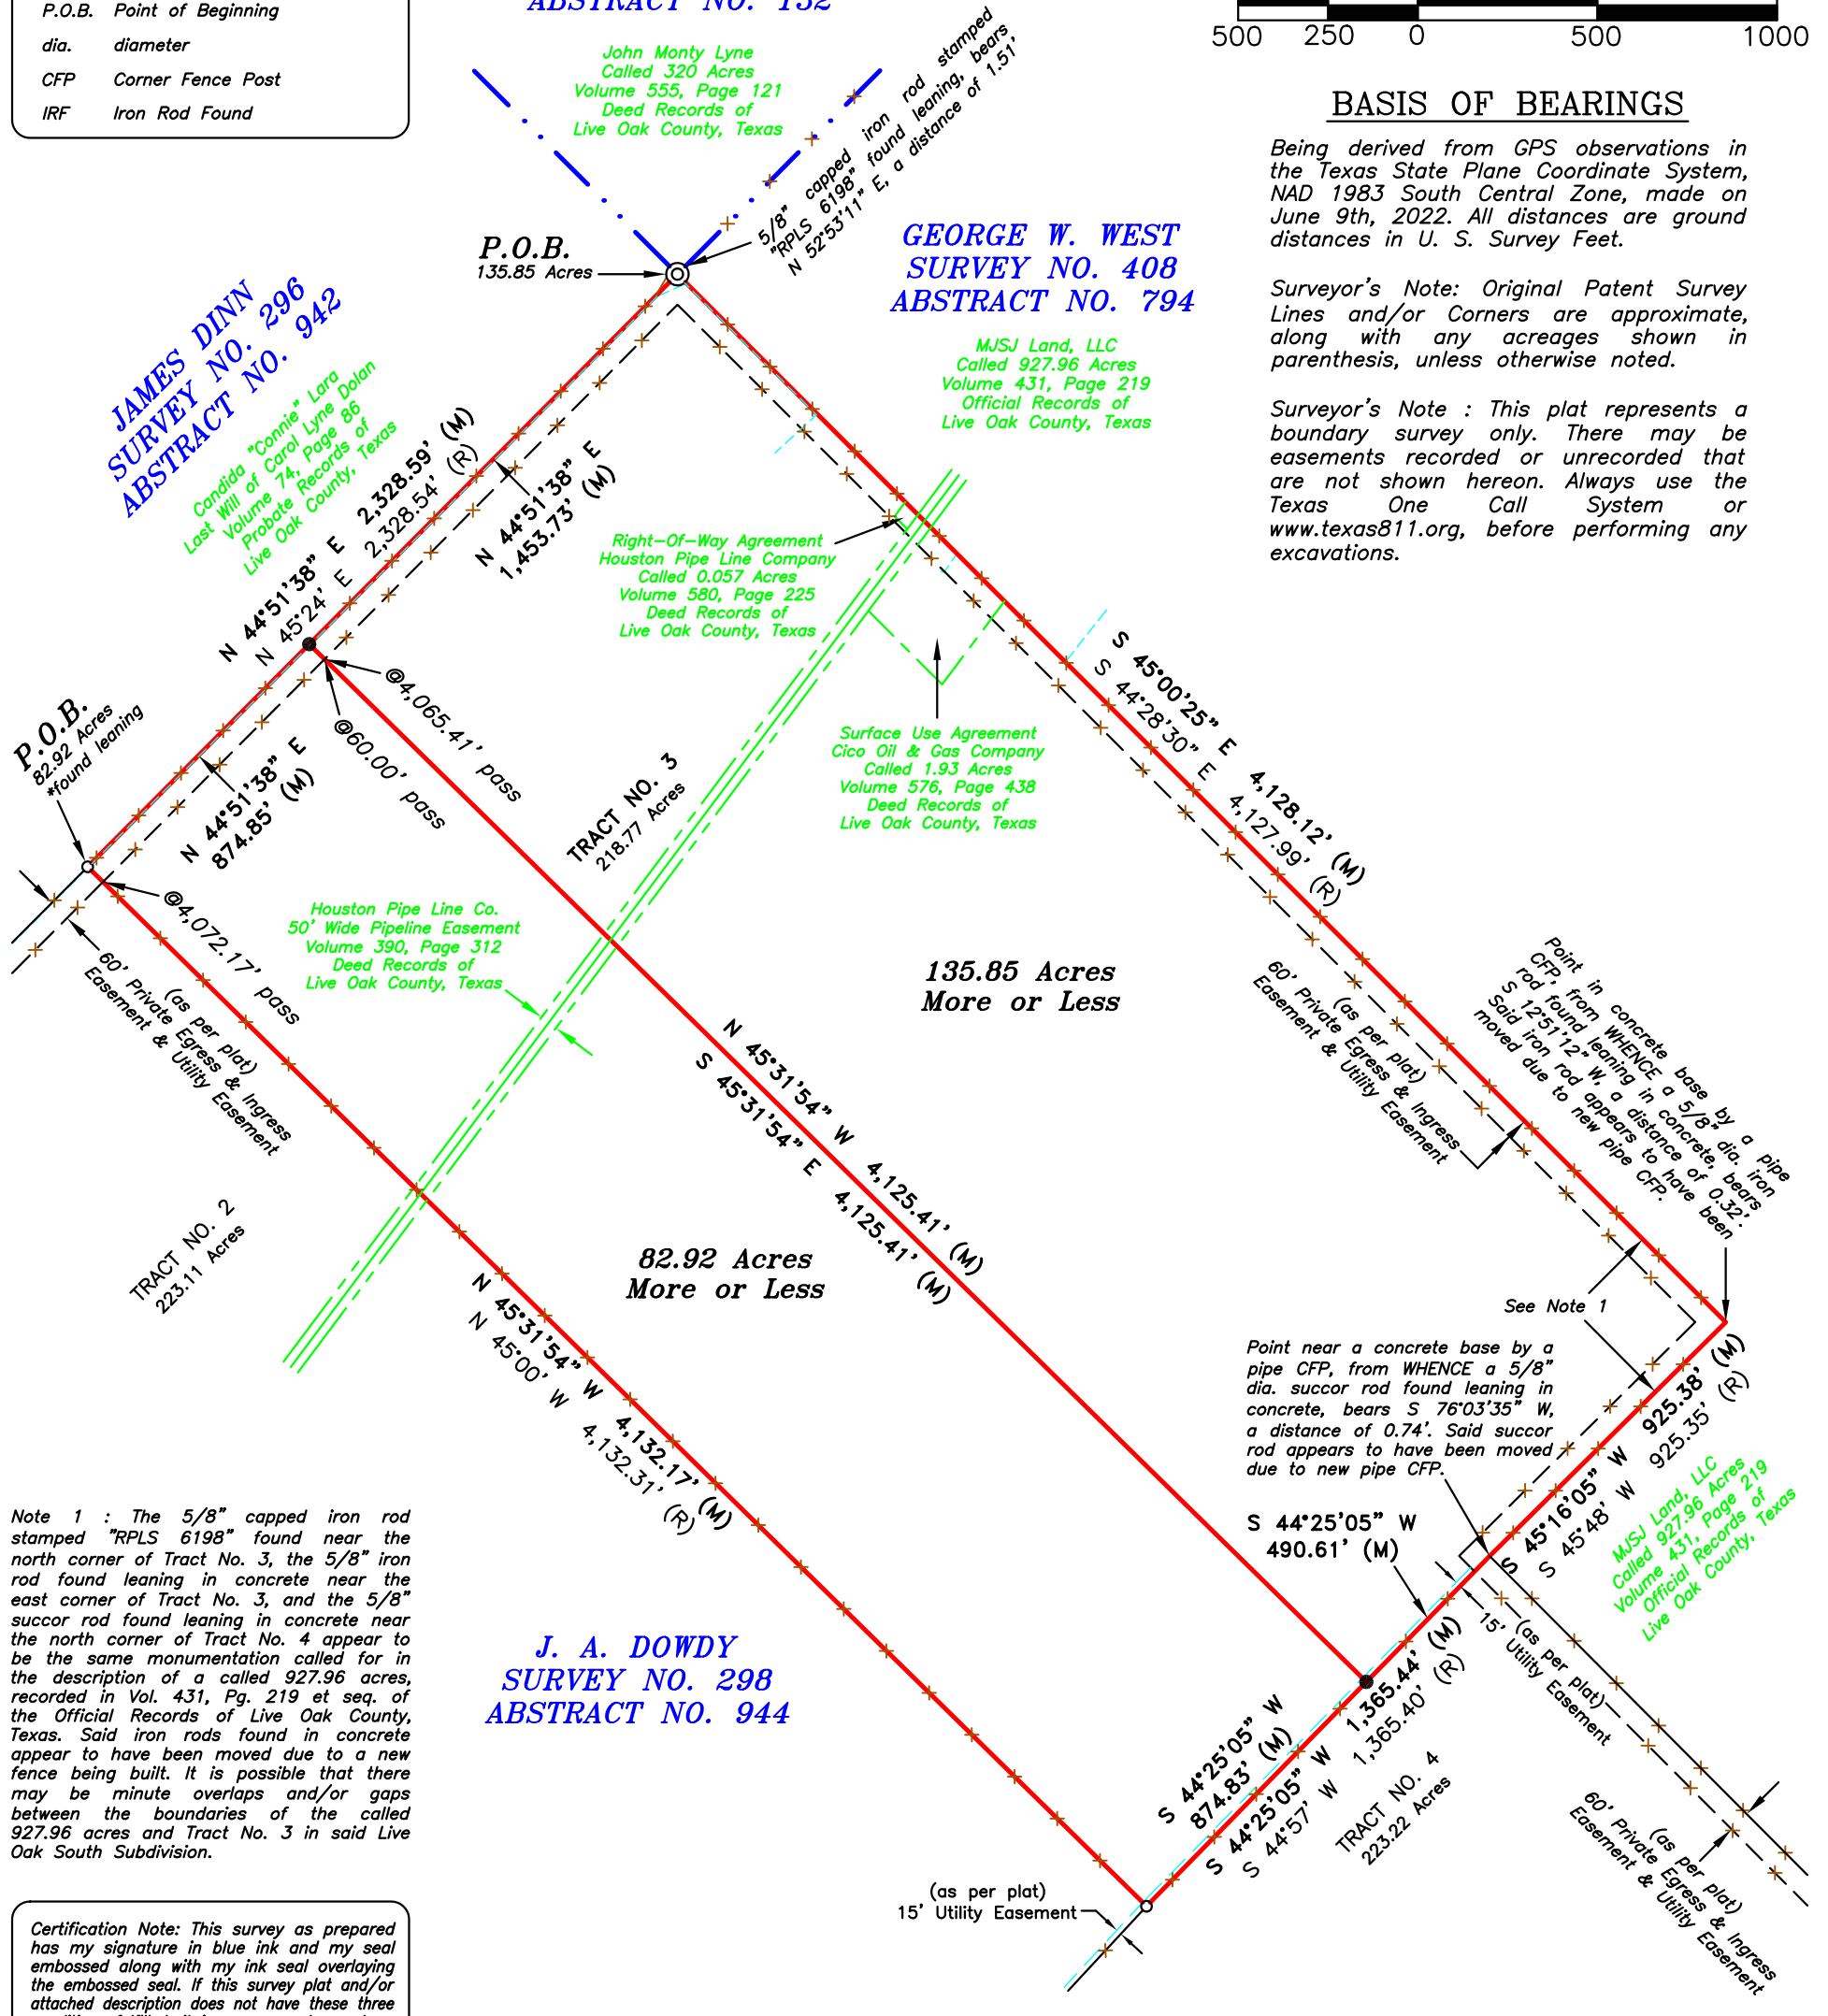 P.O.B. Point of Beginning
dia. diameter
CFP Corner Fence Post
IRF Iron Rod Found
ABSTRACT NO. 132
John Monty Lyne
Called 320 Acres
Volume 555, Page 121
Deed Records of
Live Oak County, Texas
5/8" capped iron rod stamped
"RPLS 6198" found leaning, bears
N 52°53'11" E, a distance of 1.51'
500 250 0 500 1000
BASIS OF BEARINGS
Being derived from GPS observations in
the Texas State Plane Coordinate System,
NAD 1983 South Central Zone, made on
June 9th, 2022. All distances are ground
distances in U. S. Survey Feet.
Surveyor's Note: Original Patent Survey
Lines and/or Corners are approximate,
along with any acreages shown in
parenthesis, unless otherwise noted.
Surveyor's Note : This plat represents a
boundary survey only. There may be
easements recorded or unrecorded that
are not shown hereon. Always use the
Texas One Call System or
www.texas811.org, before performing any
excavations.
P.O.B.
135.85 Acres
GEORGE W. WEST
SURVEY NO. 408
ABSTRACT NO. 794
MJSJ Land, LLC
Called 927.96 Acres
Volume 431, Page 219
Official Records of
Live Oak County, Texas
JAMES DINN
SURVEY NO. 296
ABSTRACT NO. 942
Candida "Connie" Lara
Last Will of Carol Lyne Dolan
Volume 74, Page 86
Probate Records of
Live Oak County, Texas
N 44°51'38" E 2,328.59' (M)
N 45°24' E 2,328.54' (R)
N 44°51'38" E
1,453.73' (M)
Right-Of-Way Agreement
Houston Pipe Line Company
Called 0.057 Acres
Volume 580, Page 225
Deed Records of
Live Oak County, Texas
S 45°00'25" E 4,128.12' (M)
S 44°28'30" E 4,127.99' (R)
@4,065.41' pass
@60.00' pass
P.O.B.
82.92 Acres
*found leaning
N 44°51'38" E
874.85' (M)
Surface Use Agreement
Cico Oil & Gas Company
Called 1.93 Acres
Volume 576, Page 438
Deed Records of
Live Oak County, Texas
TRACT NO. 3
218.77 Acres
@4,072.17' pass
Houston Pipe Line Co.
50' Wide Pipeline Easement
Volume 390, Page 312
Deed Records of
Live Oak County, Texas
(as per plat)
60' Private Egress & Ingress
Easement & Utility Easement
135.85 Acres
More or Less
(as per plat)
60' Private Egress & Ingress
Easement & Utility Easement
Point in concrete base by a pipe
CFP, from WHENCE a 5/8" dia. iron
rod found leaning in concrete, bears
S 12°51'12" W, a distance of 0.32'.
Said iron rod appears to have been
moved due to new pipe CFP.
N 45°31'54" W 4,125.41' (M)
S 45°31'54" E 4,125.41' (M)
TRACT NO. 2
223.11 Acres
82.92 Acres
More or Less
See Note 1
N 45°31'54" W 4,132.17' (M)
N 45°00' W 4,132.31' (R)
Point near a concrete base by a
pipe CFP, from WHENCE a 5/8"
dia. succor rod found leaning in
concrete, bears S 76°03'35" W,
a distance of 0.74'. Said succor
rod appears to have been moved
due to new pipe CFP.
S 45°16'05" W 925.38' (M)
S 45°48' W 925.35' (R)
MJSJ Land, LLC
Called 927.96 Acres
Volume 431, Page 219
Official Records of
Live Oak County, Texas
S 44°25'05" W
490.61' (M)
Note 1 : The 5/8" capped iron rod
stamped "RPLS 6198" found near the
north corner of Tract No. 3, the 5/8" iron
rod found leaning in concrete near the
east corner of Tract No. 3, and the 5/8"
succor rod found leaning in concrete near
the north corner of Tract No. 4 appear to
be the same monumentation called for in
the description of a called 927.96 acres,
recorded in Vol. 431, Pg. 219 et seq. of
the Official Records of Live Oak County,
Texas. Said iron rods found in concrete
appear to have been moved due to a new
fence being built. It is possible that there
may be minute overlaps and/or gaps
between the boundaries of the called
927.96 acres and Tract No. 3 in said Live
Oak South Subdivision.
J. A. DOWDY
SURVEY NO. 298
ABSTRACT NO. 944
(as per plat)
15' Utility Easement
S 44°25'05" W
874.83' (M)
S 44°25'05" W 1,365.44' (M)
S 44°57' W 1,365.40' (R)
TRACT NO. 4
223.22 Acres
(as per plat)
60' Private Egress & Ingress
Easement & Utility Easement
(as per plat)
15' Utility Easement
Certification Note: This survey as prepared
has my signature in blue ink and my seal
embossed along with my ink seal overlaying
the embossed seal. If this survey plat and/or
attached description does not have these three